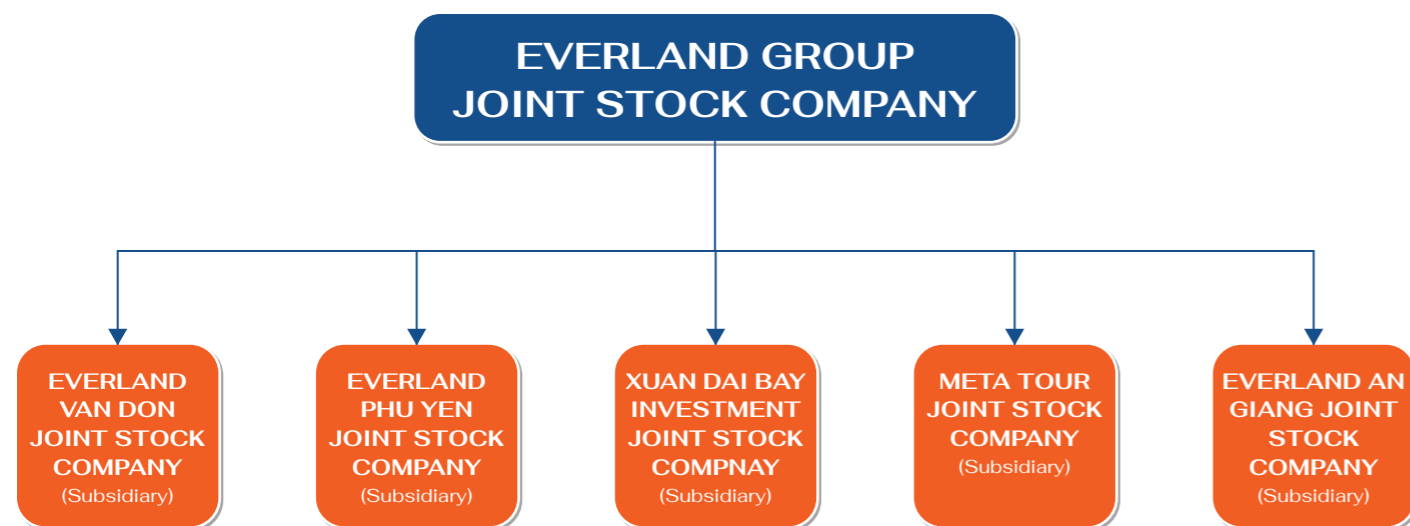 EVERLAND GROUP
JOINT STOCK COMPANY
EVERLAND
VAN DON
JOINT STOCK
COMPANY
(Subsidiary)
EVERLAND
PHU YEN
JOINT STOCK
COMPANY
(Subsidiary)
XUAN DAI BAY
INVESTMENT
JOINT STOCK
COMPNAY
(Subsidiary)
META TOUR
JOINT STOCK
COMPANY
(Subsidiary)
EVERLAND AN
GIANG JOINT
STOCK
COMPANY
(Subsidiary)